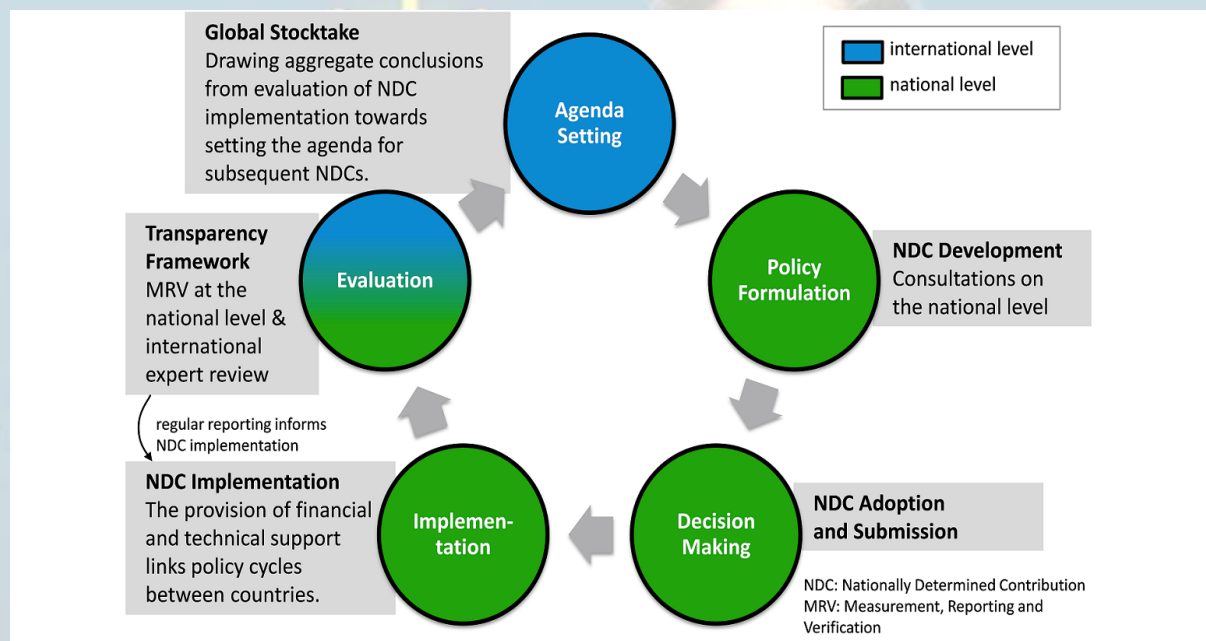 Global Stocktake
Drawing aggregate conclusions
from evaluation of NDC
implementation towards
setting the agenda for
subsequent NDCs.
Agenda
Setting
international level
national level
Transparency
Framework
MRV at the
national level &
international
expert review
Evaluation
Policy
Formulation
NDC Development
Consultations on
the national level
regular reporting informs
NDC implementation
NDC Implementation
The provision of financial
and technical support
links policy cycles
between countries.
Implemen-
tation
Decision
Making
NDC Adoption
and Submission
NDC: Nationally Determined Contribution
MRV: Measurement, Reporting and
Verification